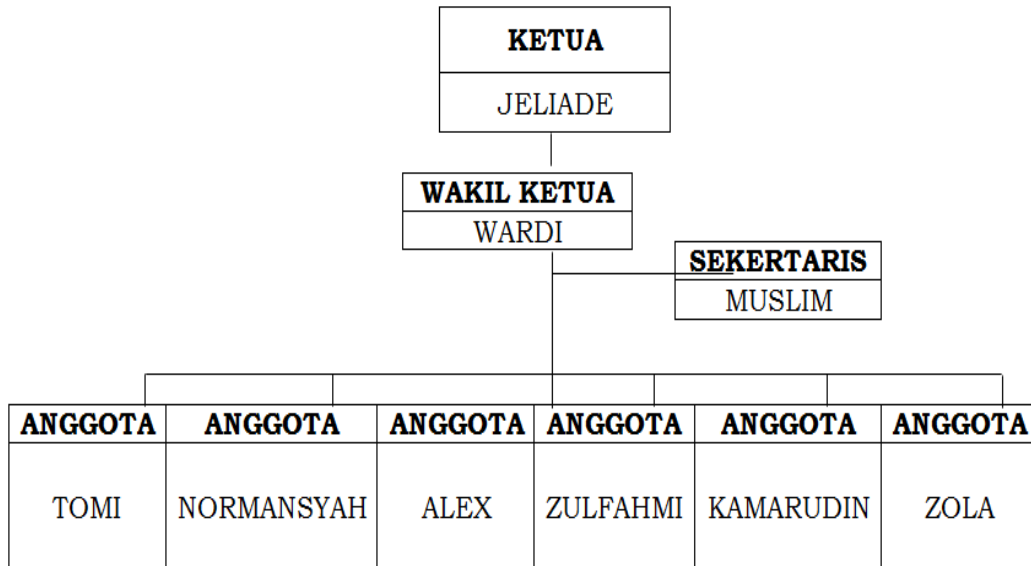 KETUA
JELIADE
WAKIL KETUA
WARDI
SEKERTARIS
MUSLIM
ANGGOTA ANGGOTA ANGGOTA ANGGOTA ANGGOTA ANGGOTA
TOMI NORMANSYAH ALEX ZULFAHMI KAMARUDIN ZOLA